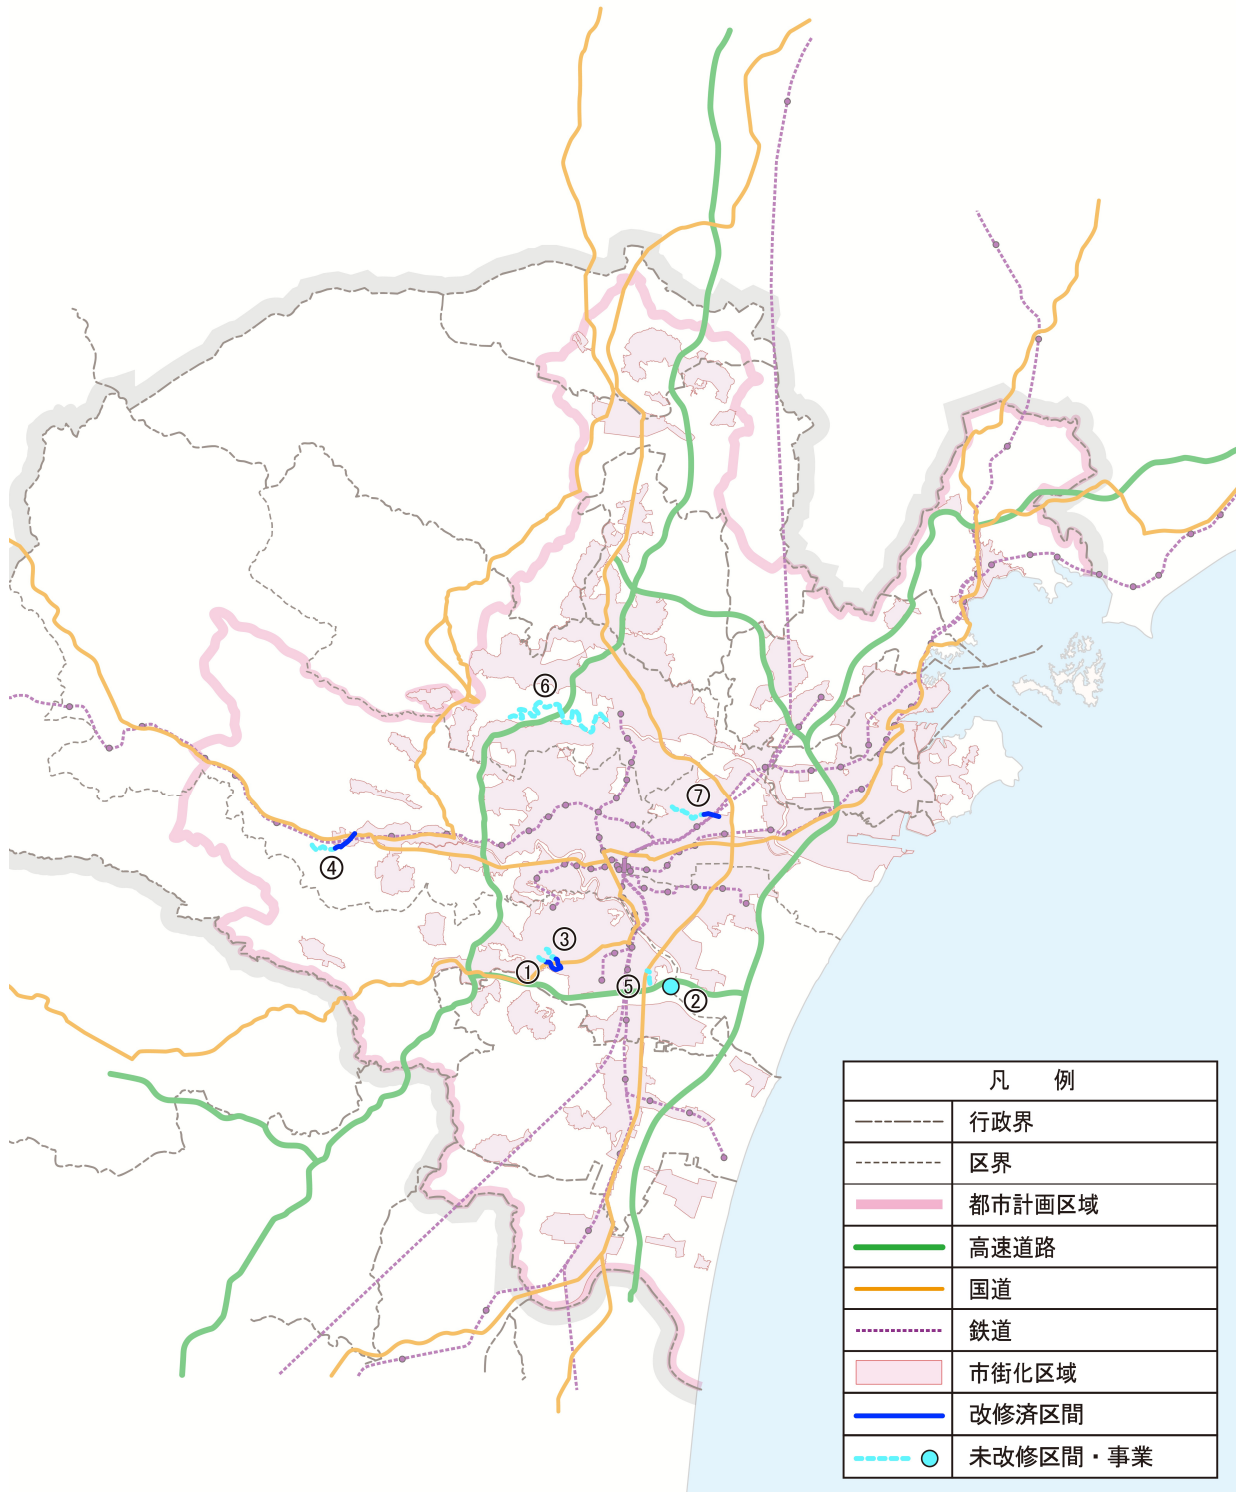 ⑥
⑦
④
③
①
⑤
②
凡　例
行政界
区界
都市計画区域
高速道路
国道
鉄道
市街化区域
改修済区間
未改修区間・事業